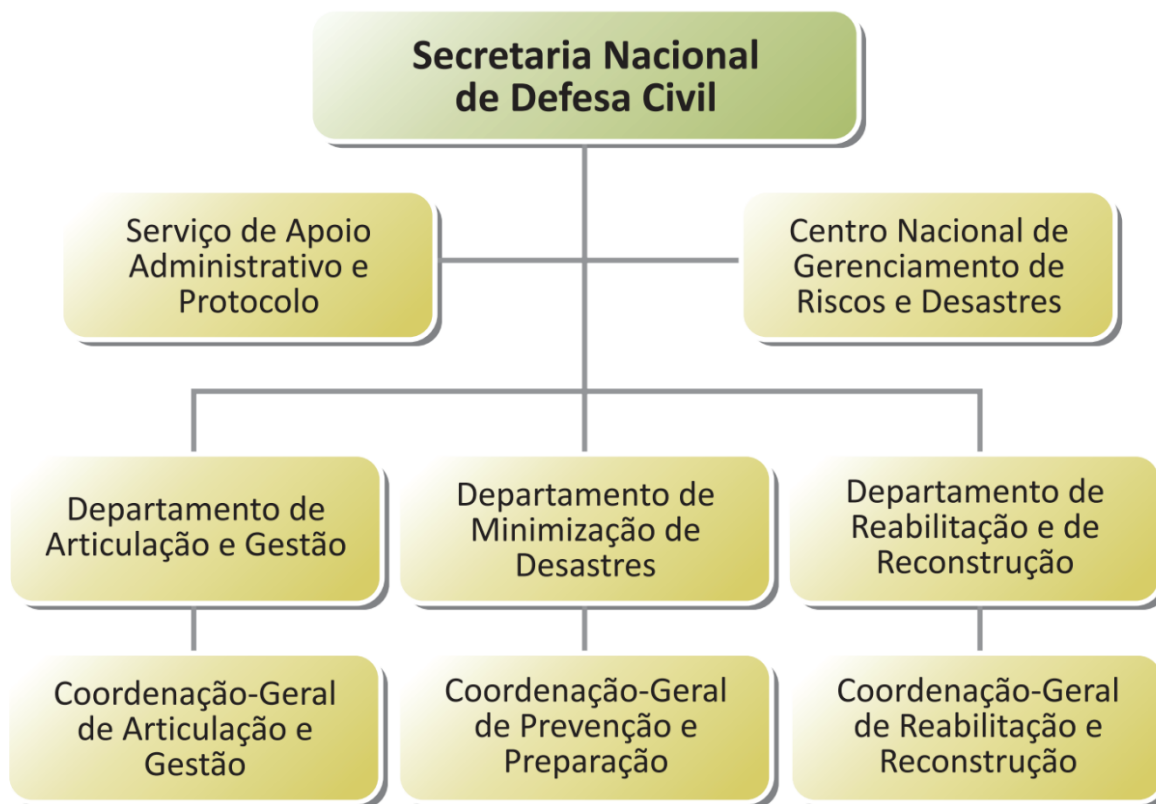 Secretaria Nacional
de Defesa Civil
Serviço de Apoio
Administrativo e
Protocolo
Centro Nacional de
Gerenciamento de
Riscos e Desastres
Departamento de
Articulação e Gestão
Departamento de
Minimização de
Desastres
Departamento de
Reabilitação e de
Reconstrução
Coordenação-Geral
de Articulação e
Gestão
Coordenação-Geral
de Prevenção e
Preparação
Coordenação-Geral
de Reabilitação e
Reconstrução